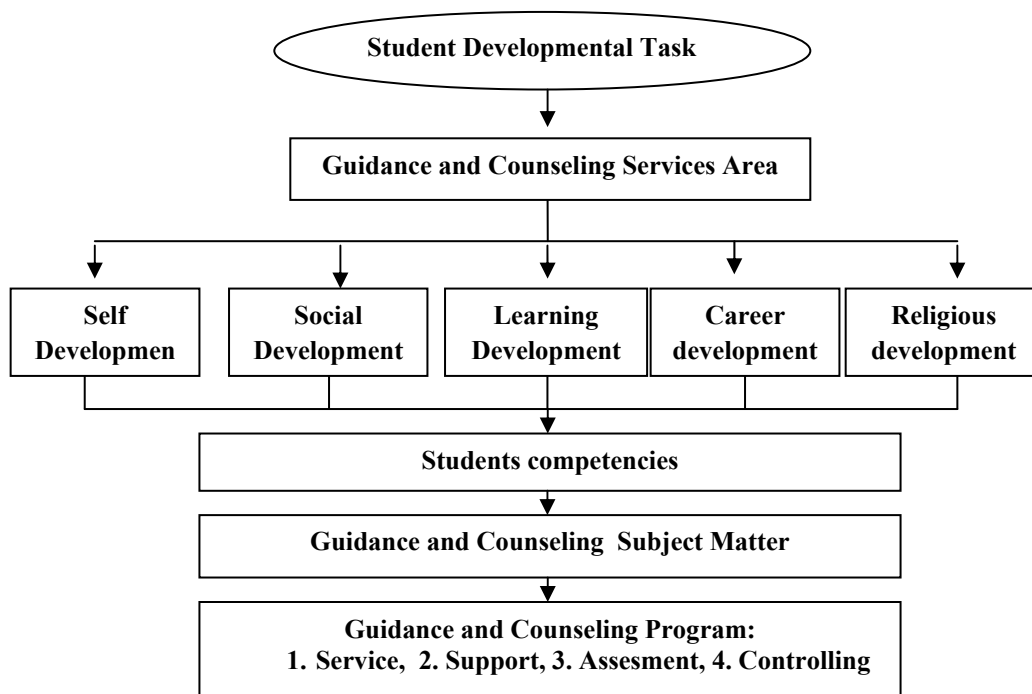 Student Developmental Task
Guidance and Counseling Services Area
Self
Developmen
Social
Development
Learning
Development
Career
development
Religious
development
Students competencies
Guidance and Counseling Subject Matter
Guidance and Counseling Program:
1. Service, 2. Support, 3. Assesment, 4. Controlling